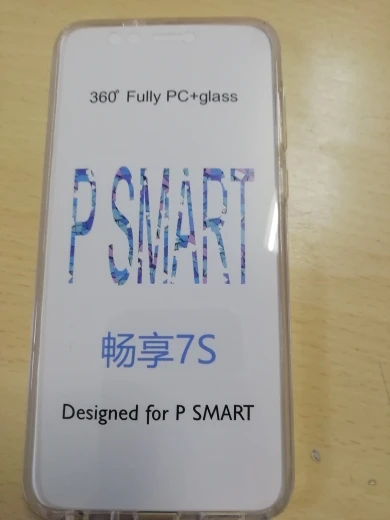 360° Fully PC+glass
P SMART
畅享7S
Designed for P SMART